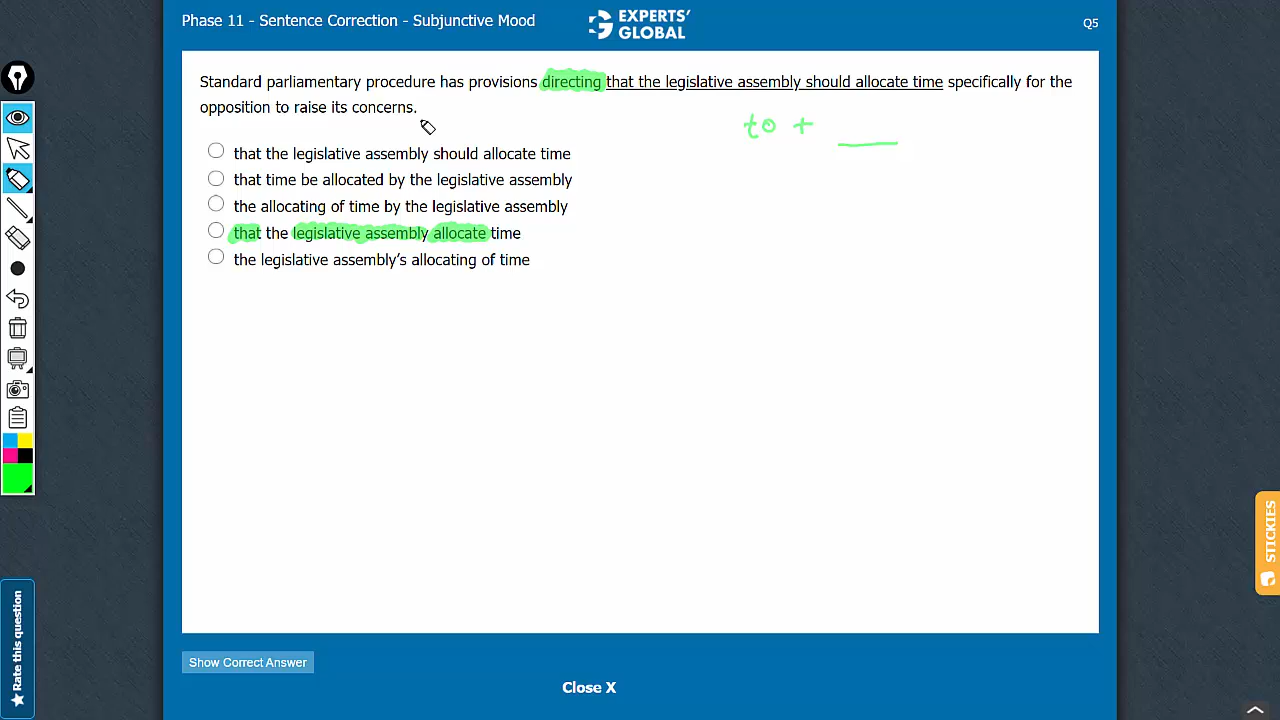 Phase 11 - Sentence Correction - Subjunctive Mood
EXPERTS'
GLOBAL
Q5
Standard parliamentary procedure has provisions directing that the legislative assembly should allocate time specifically for the
opposition to raise its concerns.
to + ___
that the legislative assembly should allocate time
that time be allocated by the legislative assembly
the allocating of time by the legislative assembly
that the legislative assembly allocate time
the legislative assembly’s allocating of time
STICKIES
Rate this question
Show Correct Answer
Close X